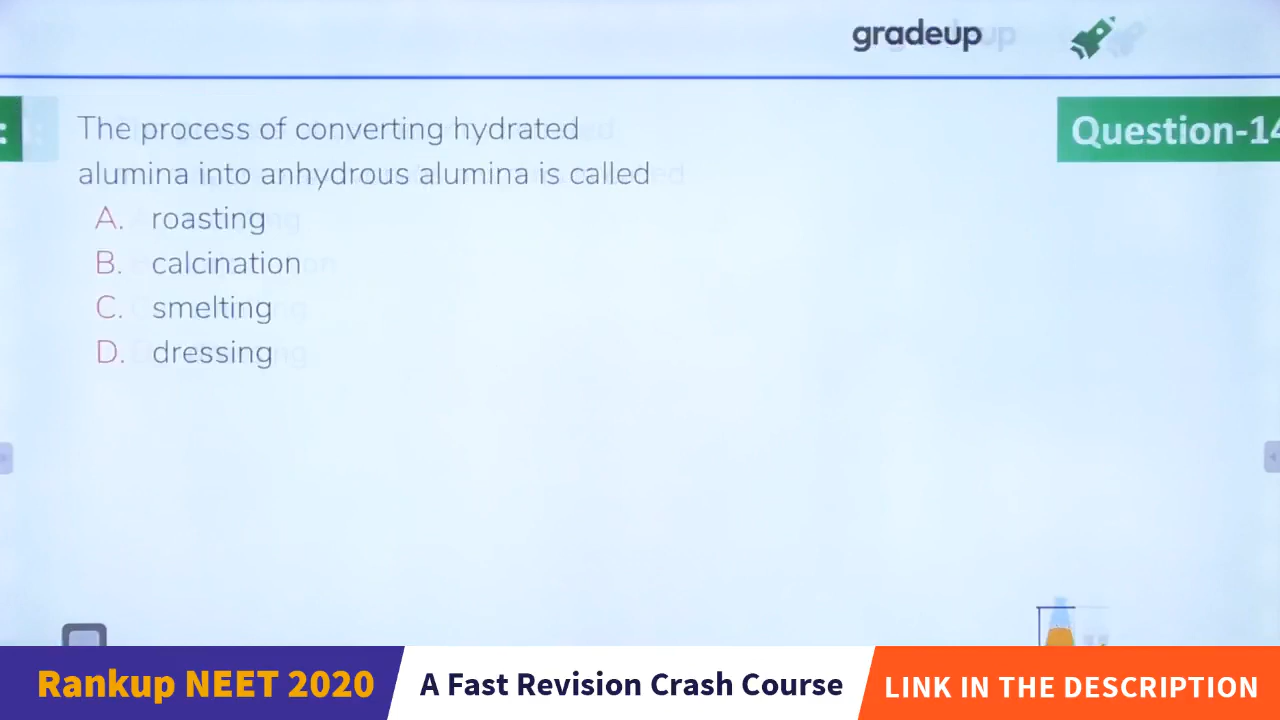 gradeup
The process of converting hydrated
Question-14
alumina into anhydrous alumina is called
A. roasting
B. calcination
C. smelting
D. dressing
Rankup NEET 2020
A Fast Revision Crash Course
LINK IN THE DESCRIPTION